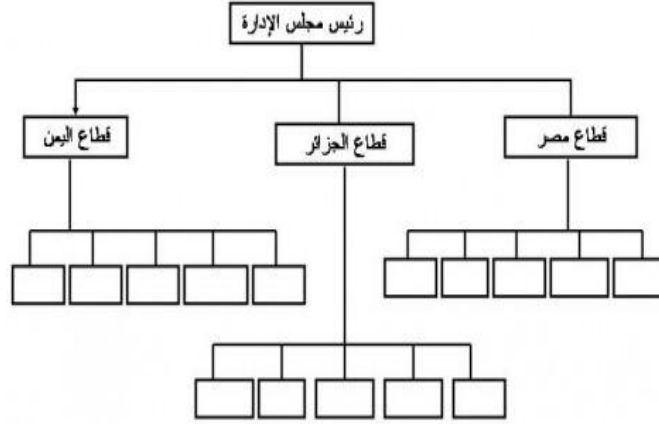 رئيس مجلس الإدارة
قطاع مصر
قطاع الجزائر
قطاع اليمن